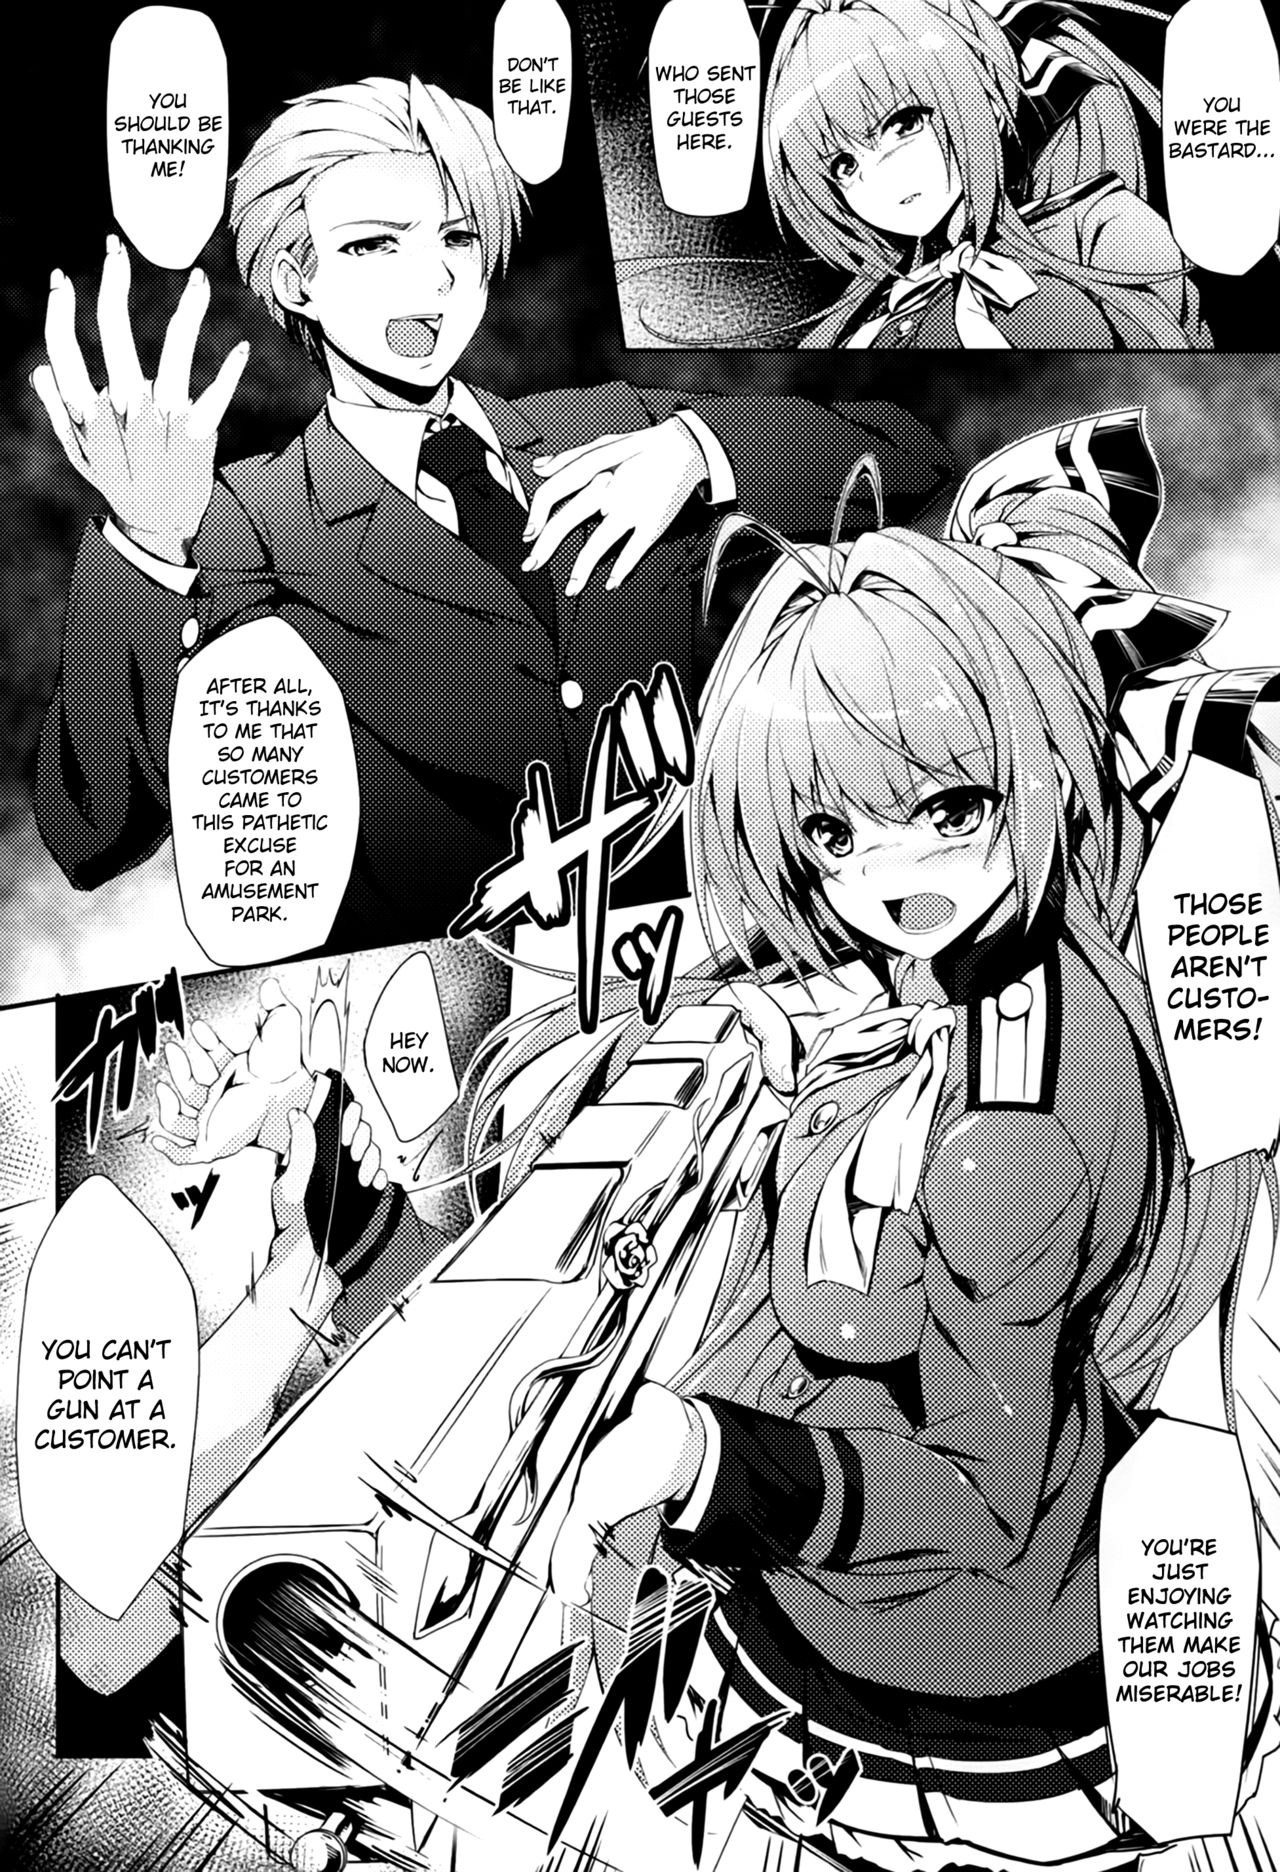 YOU
WERE THE
BASTARD...
WHO SENT
THOSE
GUESTS
HERE.
DON'T
BE LIKE
THAT.
YOU
SHOULD BE
THANKING
ME!
AFTER ALL,
IT'S THANKS
TO ME THAT
SO MANY
CUSTOMERS
CAME TO
THIS PATHETIC
EXCUSE
FOR AN
AMUSEMENT
PARK.
THOSE
PEOPLE
AREN'T
CUSTO-
MERS!
YOU'RE
JUST
ENJOYING
WATCHING
THEM MAKE
OUR JOBS
MISERABLE!
HEY
NOW.
YOU CAN'T
POINT A
GUN AT A
CUSTOMER.